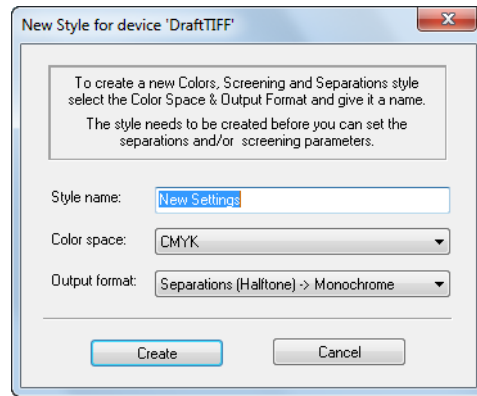 New Style for device 'DraftTIFF'
To create a new Colors, Screening and Separations style
select the Color Space & Output Format and give it a name.
The style needs to be created before you can set the
separations and/or screening parameters.
Style name: New Settings
Color space: CMYK
Output format: Separations (Halftone) -> Monochrome
Create Cancel